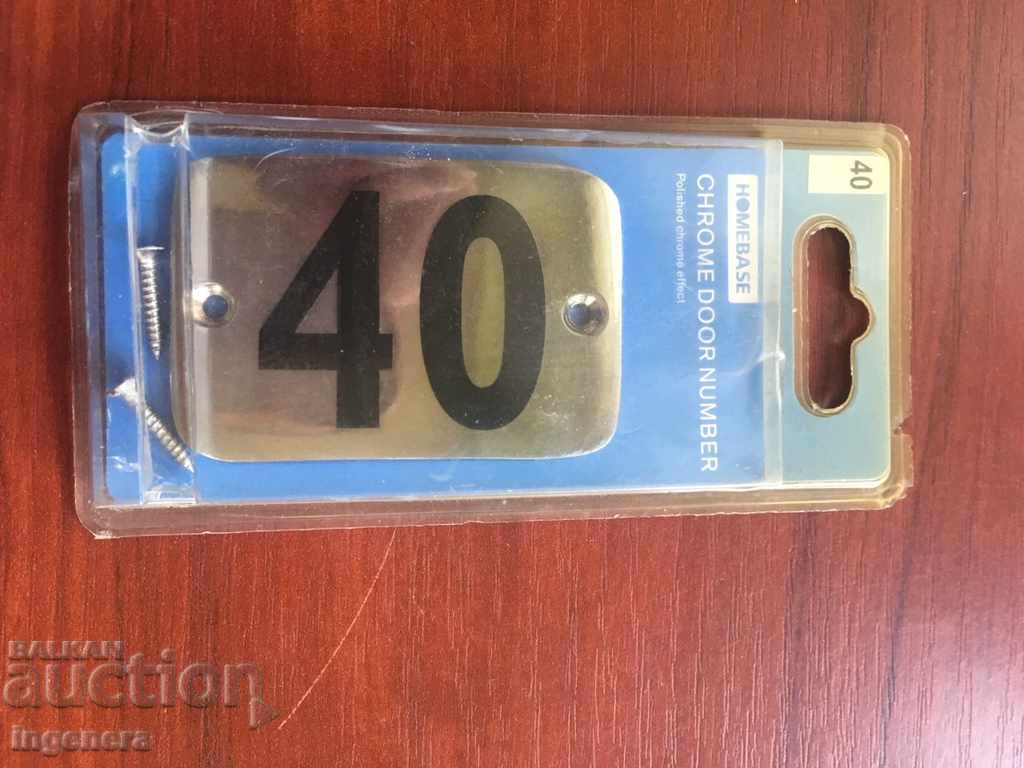 40
HOMEBASE
CHROME DOOR NUMBER
Polished chrome effect
40
BALKAN
auction
ingenera